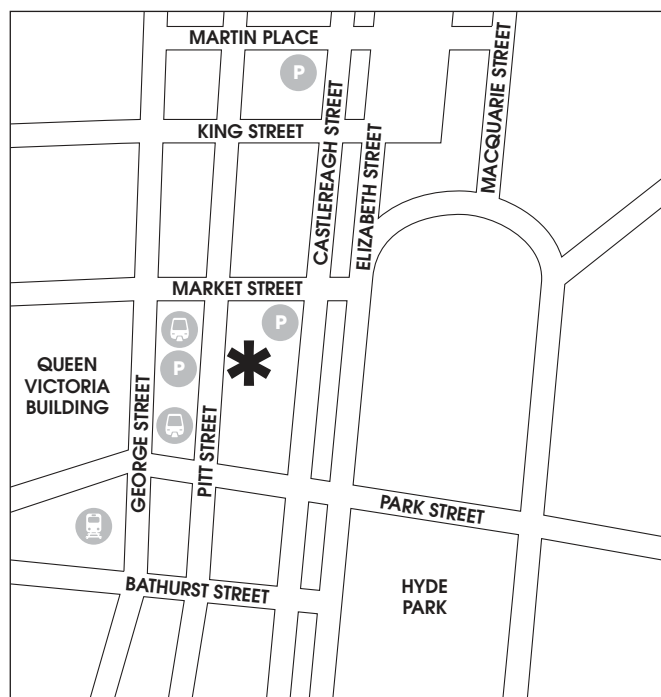 MARTIN PLACE
P
KING STREET
CASTLEREAGH STREET
ELIZABETH STREET
MACQUARIE STREET
MARKET STREET
P
P
QUEEN
VICTORIA
BUILDING
GEORGE STREET
PITT STREET
PARK STREET
BATHURST STREET
HYDE
PARK